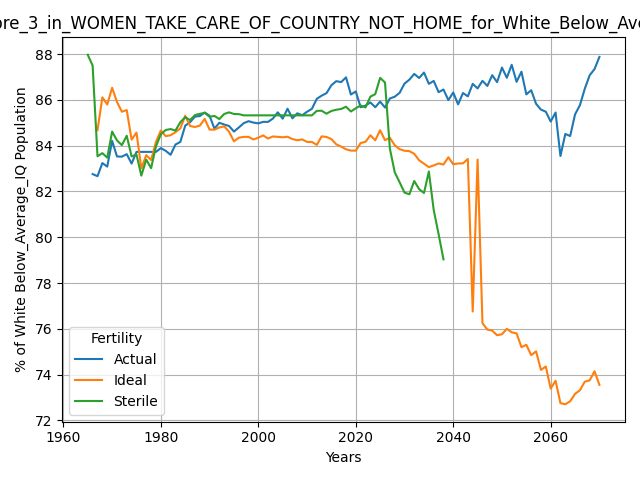 ore_3_in_WOMEN_TAKE_CARE_OF_COUNTRY_NOT_HOME_for_White_Below_Ave
% of White Below_Average_IQ Population
88
86
84
82
80
78
76
74
72
Fertility
Actual
Ideal
Sterile
1960 1980 2000 2020 2040 2060
Years